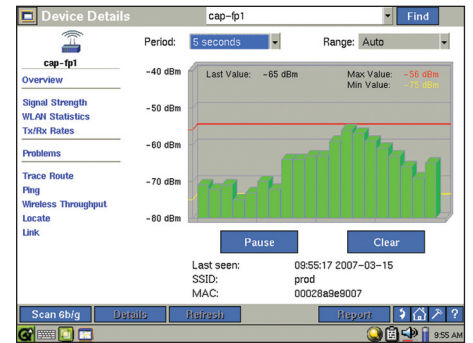 Device Details
cap-fp1
Find
cap-fp1
Overview
Signal Strength
WLAN Statistics
Tx/Rx Rates
Problems
Trace Route
Ping
Wireless Throughput
Locate
Link
Period: 5 seconds
Range: Auto
Last Value: -65 dBm
Max Value: -56 dBm
Min Value: -75 dBm
-40 dBm
-50 dBm
-60 dBm
-70 dBm
-80 dBm
Pause
Clear
Last seen: 09:55:17 2007-03-15
SSID: prod
MAC: 00028a9e9007
Scan 6b/g
Details
Refresh
Report
?
9:55 AM